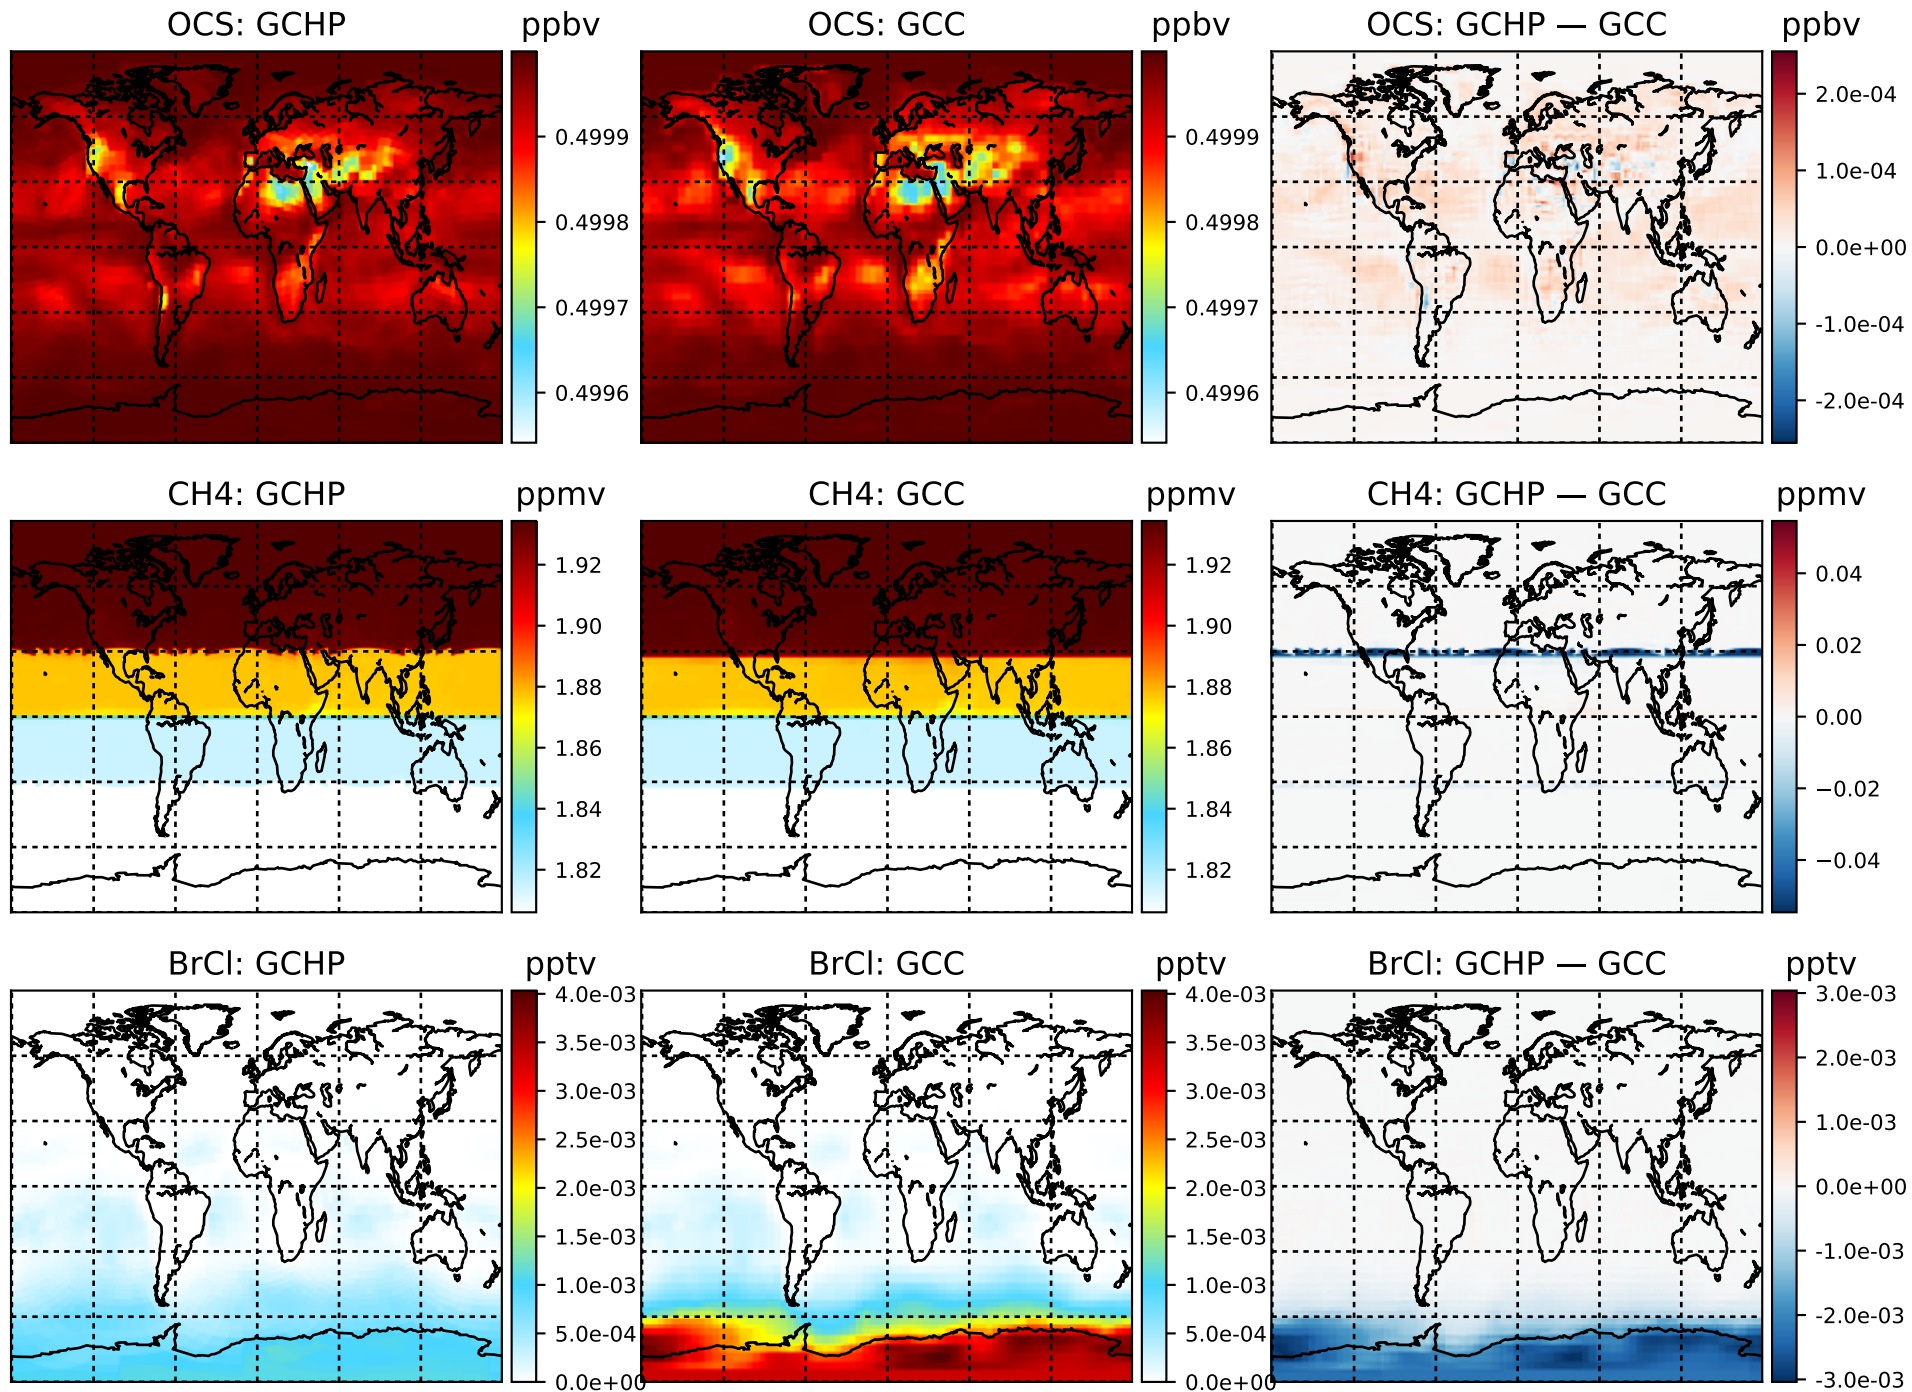 OCS: GCHP
ppbv
OCS: GCC
ppbv
OCS: GCHP — GCC
ppbv
0.4999
0.4998
0.4997
0.4996
0.4999
0.4998
0.4997
0.4996
2.0e-04
1.0e-04
0.0e+00
-1.0e-04
-2.0e-04
CH4: GCHP
ppmv
CH4: GCC
ppmv
CH4: GCHP — GCC
ppmv
1.92
1.90
1.88
1.86
1.84
1.82
1.92
1.90
1.88
1.86
1.84
1.82
0.04
0.02
0.00
−0.02
−0.04
BrCl: GCHP
pptv
BrCl: GCC
pptv
BrCl: GCHP — GCC
pptv
4.0e-03
3.5e-03
3.0e-03
2.5e-03
2.0e-03
1.5e-03
1.0e-03
5.0e-04
0.0e+00
4.0e-03
3.5e-03
3.0e-03
2.5e-03
2.0e-03
1.5e-03
1.0e-03
5.0e-04
0.0e+00
3.0e-03
2.0e-03
1.0e-03
0.0e+00
-1.0e-03
-2.0e-03
-3.0e-03